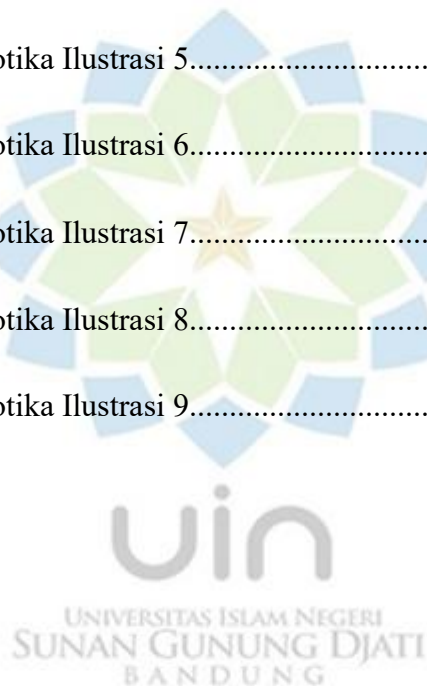 otika Ilustrasi 5.............................
otika Ilustrasi 6.............................
otika Ilustrasi 7.............................
otika Ilustrasi 8.............................
otika Ilustrasi 9.............................
uin
UNIVERSITAS ISLAM NEGERI
SUNAN GUNUNG DJATI
BANDUNG